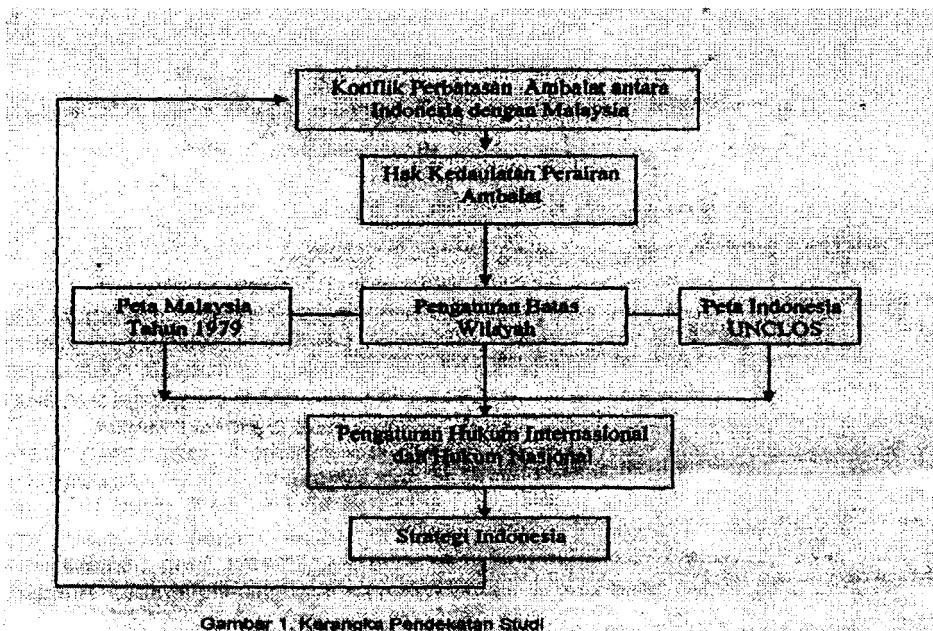 Konflik Perbatasan Ambalat antara
Indonesia dengan Malaysia
Hak Kedaulatan Perairan
Ambalat
Peta Malaysia
Tahun 1979
Pengaturan Batas
Wilayah
Peta Indonesia
UNCLOS
Pengaturan Hukum Internasional
dan Hukum Nasional
Strategi Indonesia
Gambar 1. Kerangka Pendekatan Studi